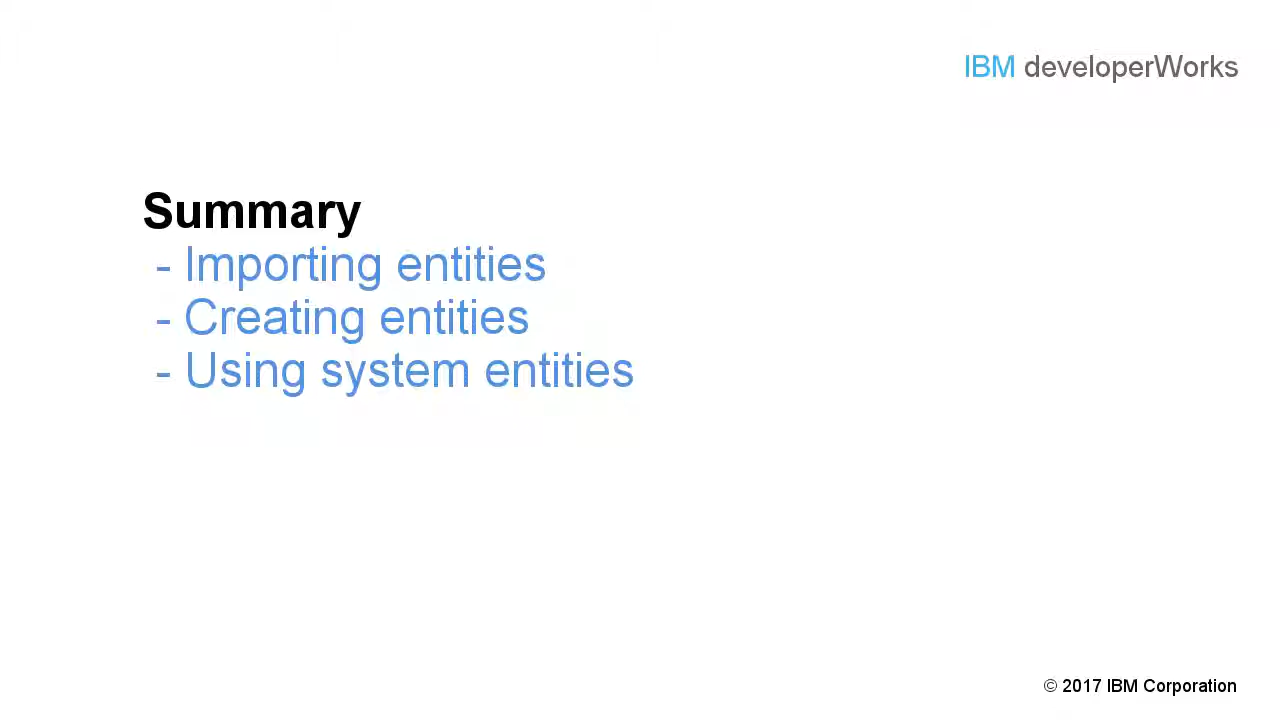 IBM developerWorks
Summary
- Importing entities
- Creating entities
- Using system entities
© 2017 IBM Corporation